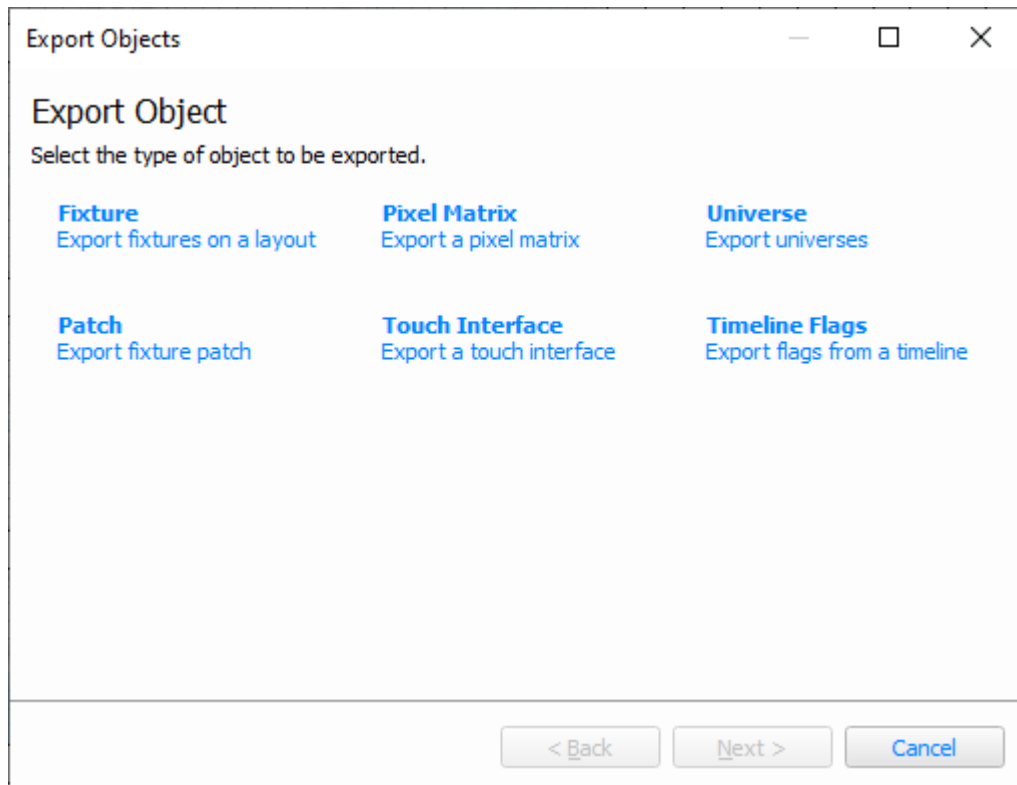 Export Objects
Export Object
Select the type of object to be exported.
Fixture
Export fixtures on a layout
Pixel Matrix
Export a pixel matrix
Universe
Export universes
Patch
Export fixture patch
Touch Interface
Export a touch interface
Timeline Flags
Export flags from a timeline
< Back
Next >
Cancel